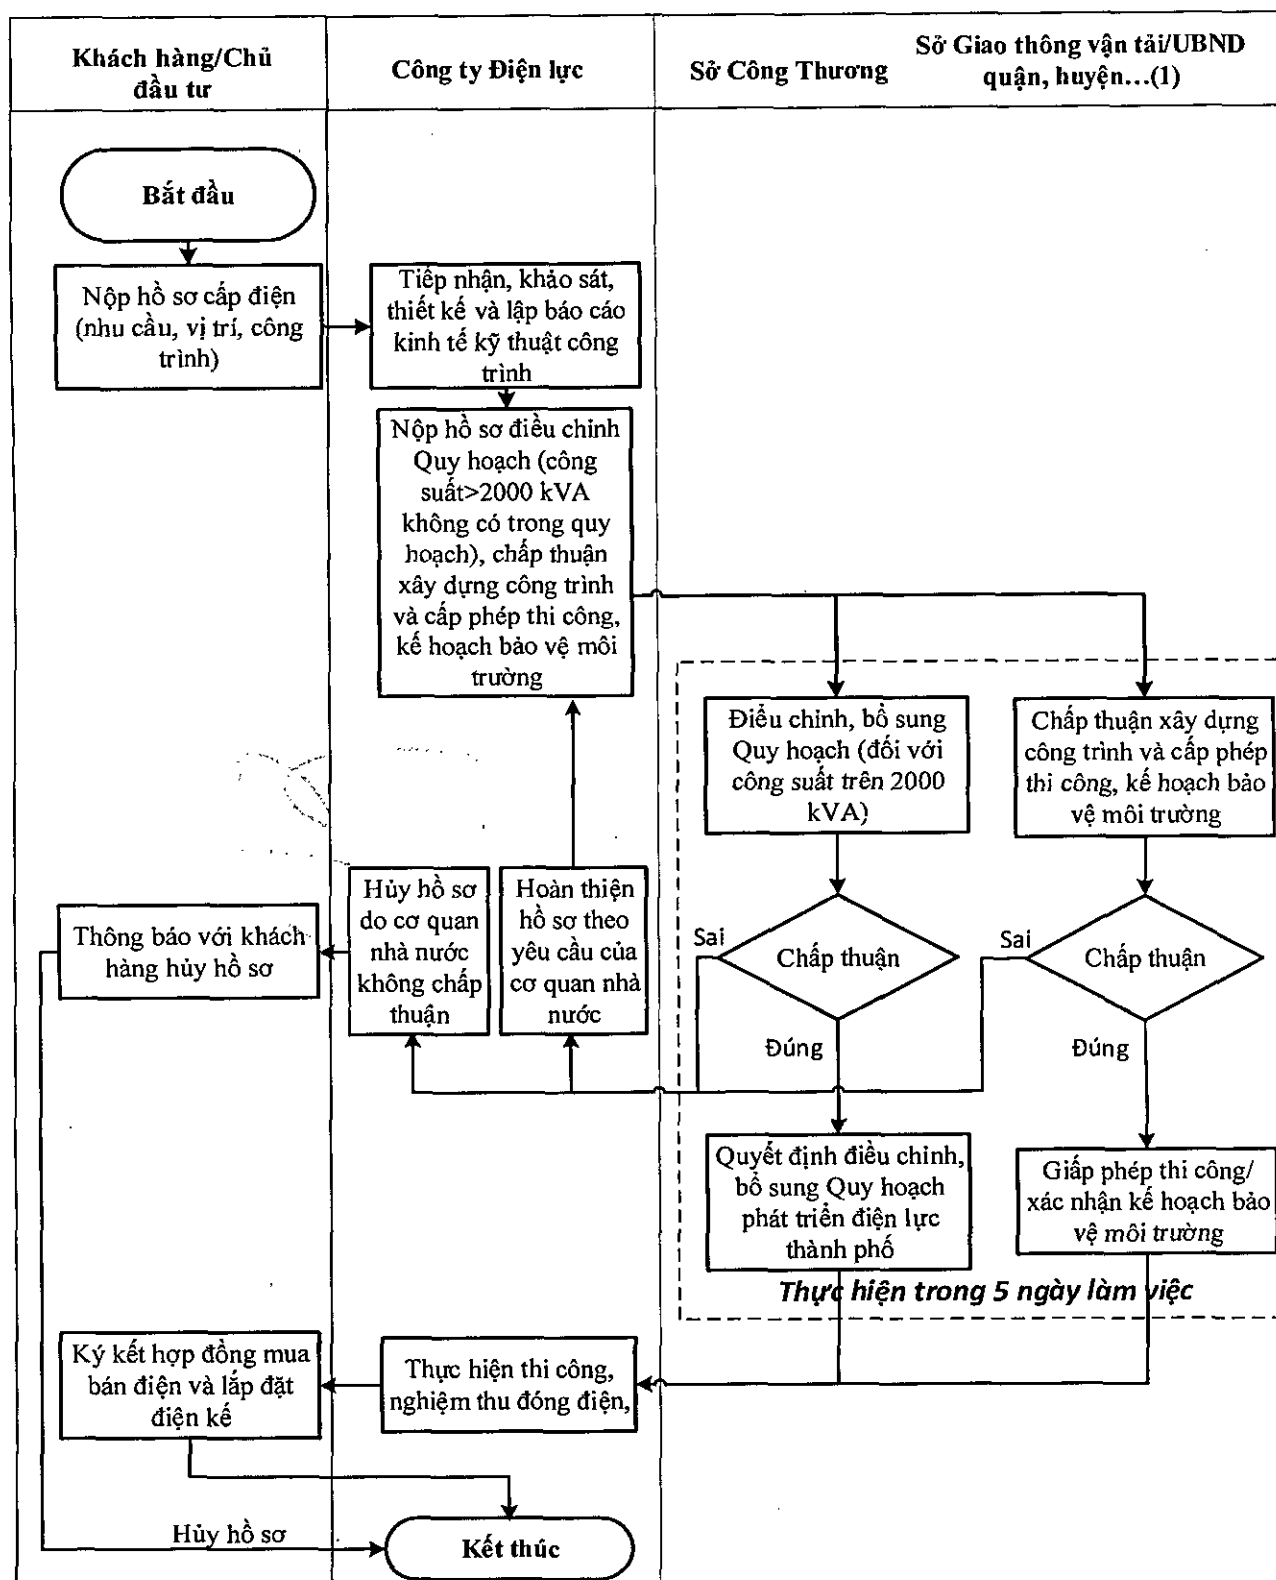 Khách hàng/Chủ
đầu tư
Công ty Điện lực
Sở Công Thương
Sở Giao thông vận tải/UBND
quận, huyện...(1)
Bắt đầu
Nộp hồ sơ cấp điện
(nhu cầu, vị trí, công
trình)
Tiếp nhận, khảo sát,
thiết kế và lập báo cáo
kinh tế kỹ thuật công
trình
Nộp hồ sơ điều chỉnh
Quy hoạch (công
suất>2000 kVA
không có trong quy
hoạch), chấp thuận
xây dựng công trình
và cấp phép thi công,
kế hoạch bảo vệ môi
trường
Điều chỉnh, bổ sung
Quy hoạch (đối với
công suất trên 2000
kVA)
Chấp thuận xây dựng
công trình và cấp phép
thi công, kế hoạch bảo
vệ môi trường
Thông báo với khách
hàng hủy hồ sơ
Hủy hồ sơ
do cơ quan
nhà nước
không chấp
thuận
Hoàn thiện
hồ sơ theo
yêu cầu của
cơ quan nhà
nước
Sai
Chấp thuận
Sai
Chấp thuận
Đúng
Đúng
Quyết định điều chỉnh,
bổ sung Quy hoạch
phát triển điện lực
thành phố
Giấp phép thi công/
xác nhận kế hoạch bảo
vệ môi trường
Thực hiện trong 5 ngày làm việc
Ký kết hợp đồng mua
bán điện và lắp đặt
điện kế
Thực hiện thi công,
nghiệm thu đóng điện,
Hủy hồ sơ
Kết thúc